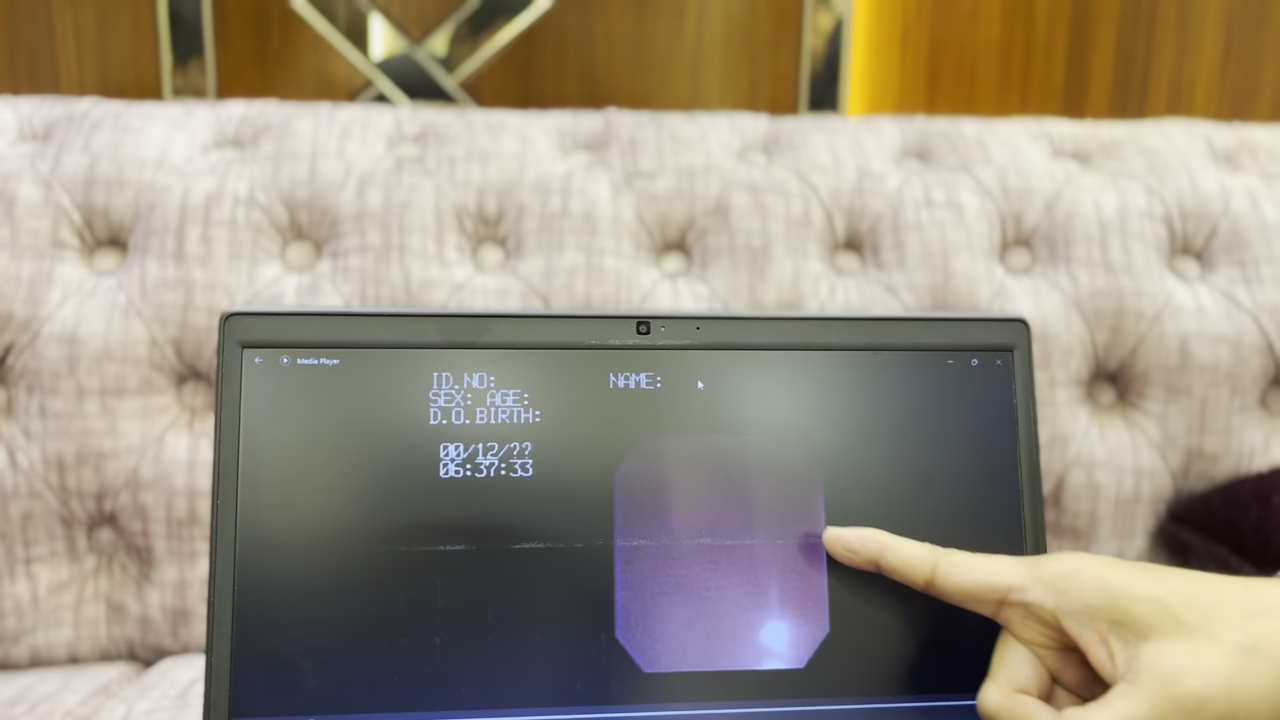 Media Player
ID.NO: NAME:
SEX: AGE:
D.O.BIRTH:
00/12/??
06:37:33